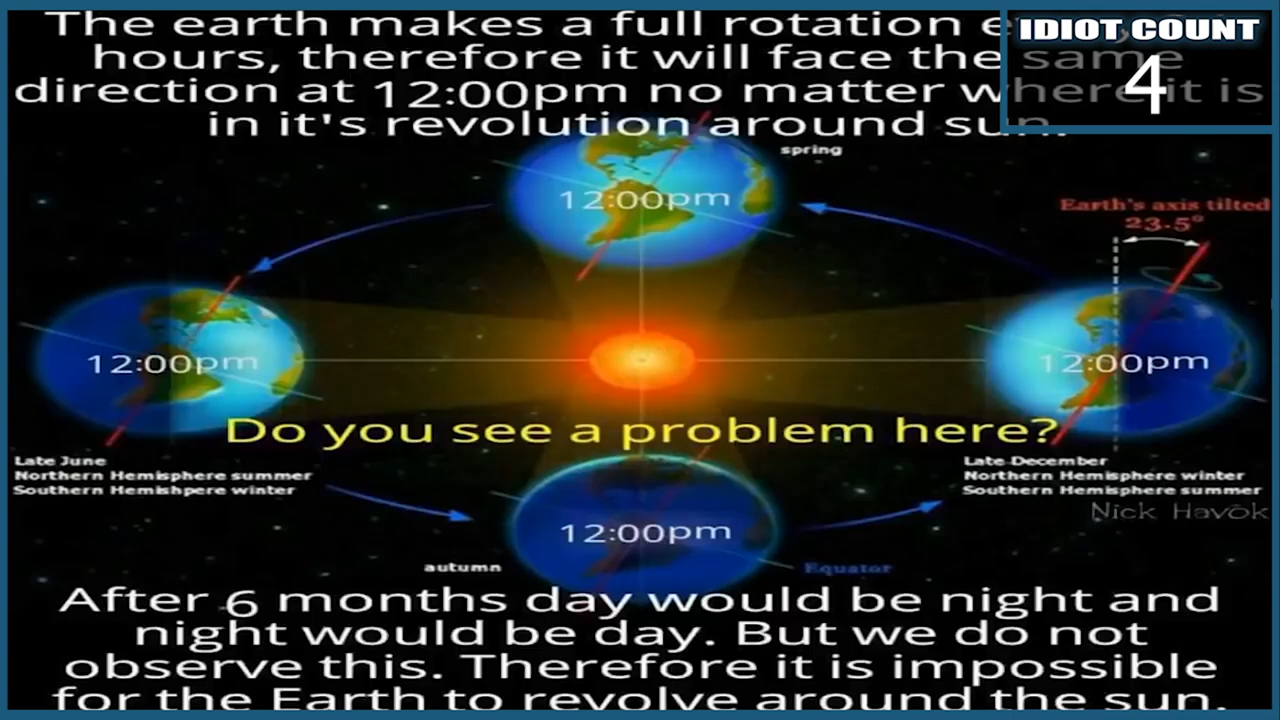 The earth makes a full rotation e
IDIOT COUNT
4
hours, therefore it will face the same
direction at 12:00pm no matter where it is
in it's revolution around sun.
spring
12:00pm
Earth's axis tilted
23.5°
12:00pm
12:00pm
Do you see a problem here?
Late June
Northern Hemisphere summer
Southern Hemishpere winter
Late December
Northern Hemisphere winter
Southern Hemisphere summer
Nick Havok
12:00pm
autumn
Equator
After 6 months day would be night and
night would be day. But we do not
observe this. Therefore it is impossible
for the Earth to revolve around the sun.